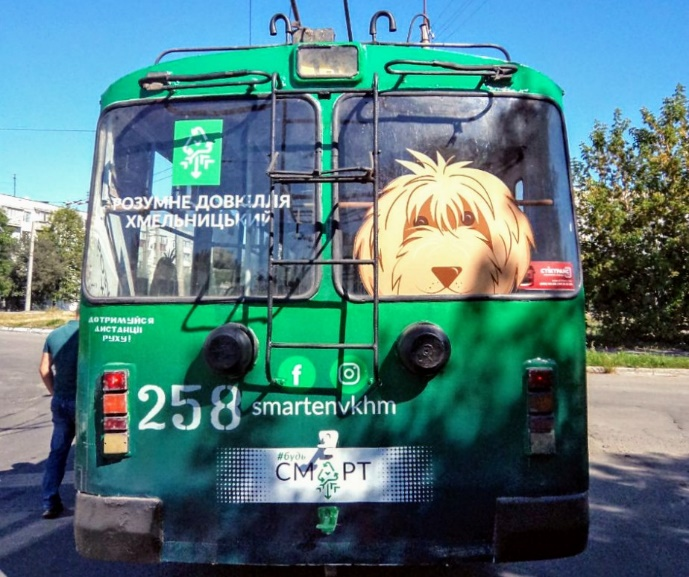 РОЗУМНЕ ДОВКІЛЛЯ
ХМЕЛЬНИЦЬКИЙ
ДОТРИМУЙСЯ
ДИСТАНЦІЇ
РУХУ!
258
smartenvkhm
#будь
СМАРТ